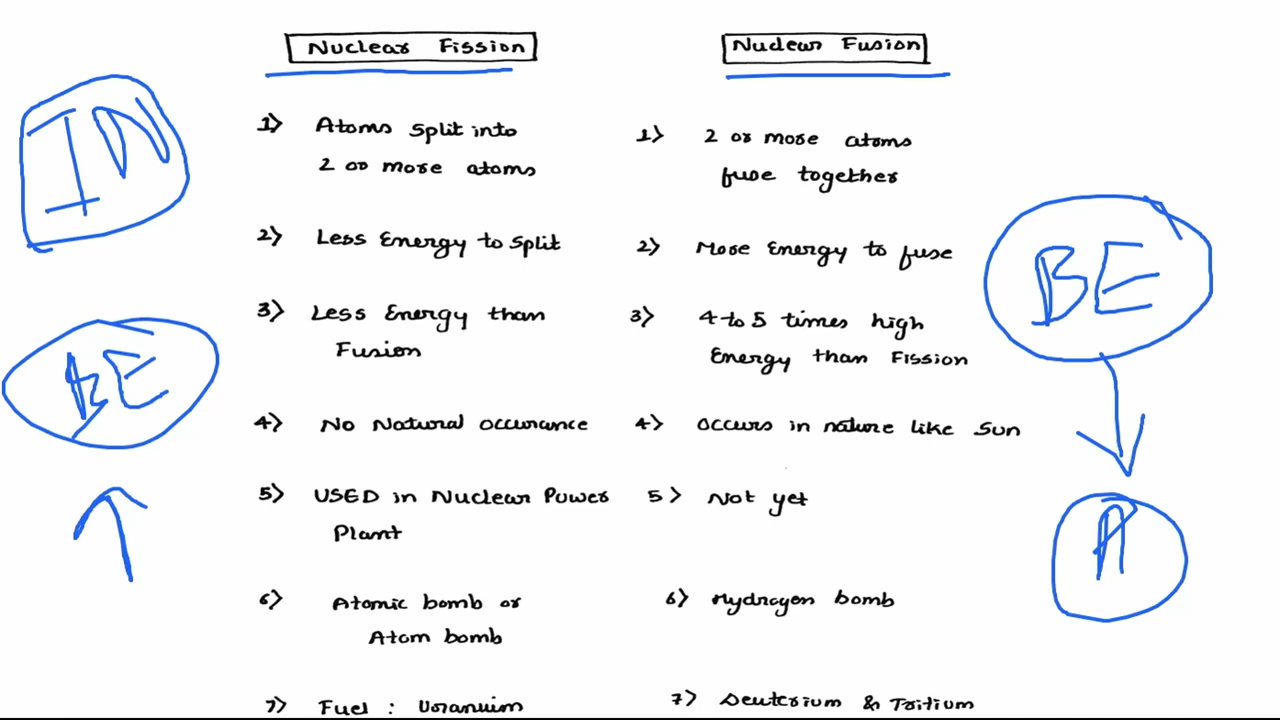 Nuclear Fission
1) Atoms split into
2 or more atoms
2) Less Energy to split
3) Less Energy than
Fusion
4) No Natural occurance
5) USED in Nuclear Power
Plant
6) Atomic bomb or
Atom bomb
7) Fuel : Uranuim
Nuclear Fusion
1) 2 or more atoms
fuse together
2) More energy to fuse
3) 4 to 5 times high
Energy than Fission
4) occurs in nature like Sun
5) Not yet
6) Hydrogen bomb
7) Deuterium & Tritium
IN
BE
BE
A